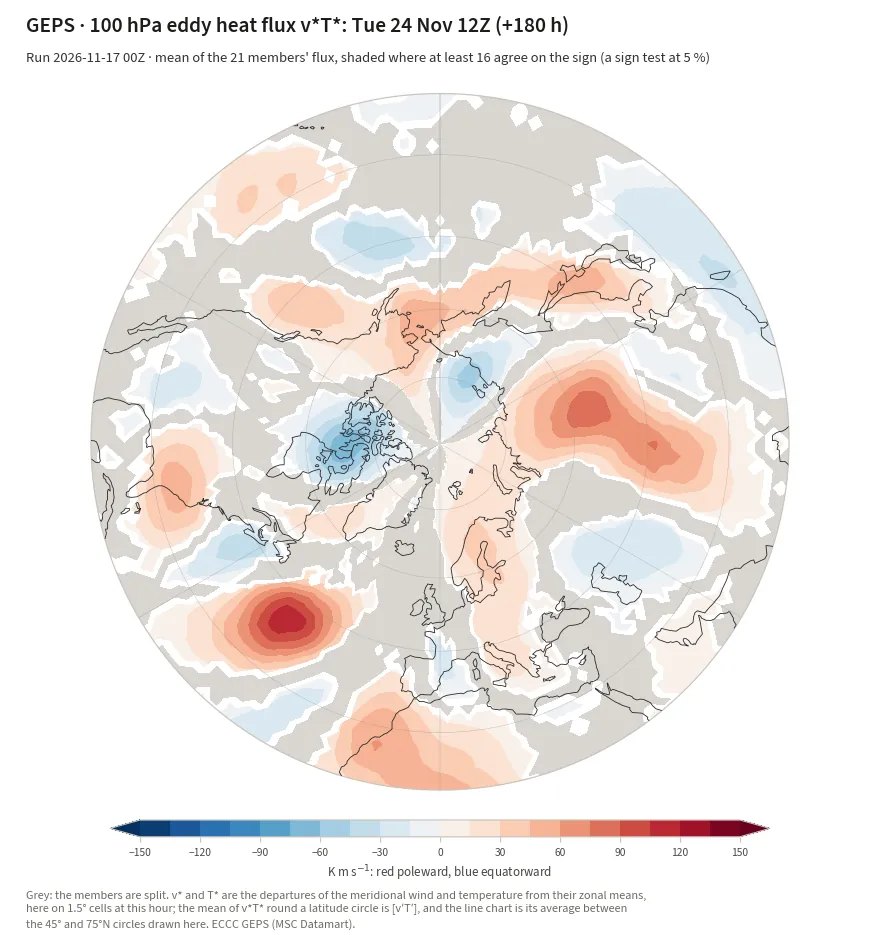 GEPS · 100 hPa eddy heat flux v*T*: Tue 24 Nov 12Z (+180 h)
Run 2026-11-17 00Z · mean of the 21 members' flux, shaded where at least 16 agree on the sign (a sign test at 5 %)
−150 −120 −90 −60 −30 0 30 60 90 120 150
K m s⁻¹: red poleward, blue equatorward
Grey: the members are split. v* and T* are the departures of the meridional wind and temperature from their zonal means,
here on 1.5° cells at this hour; the mean of v*T* round a latitude circle is [v'T'], and the line chart is its average between
the 45° and 75°N circles drawn here. ECCC GEPS (MSC Datamart).